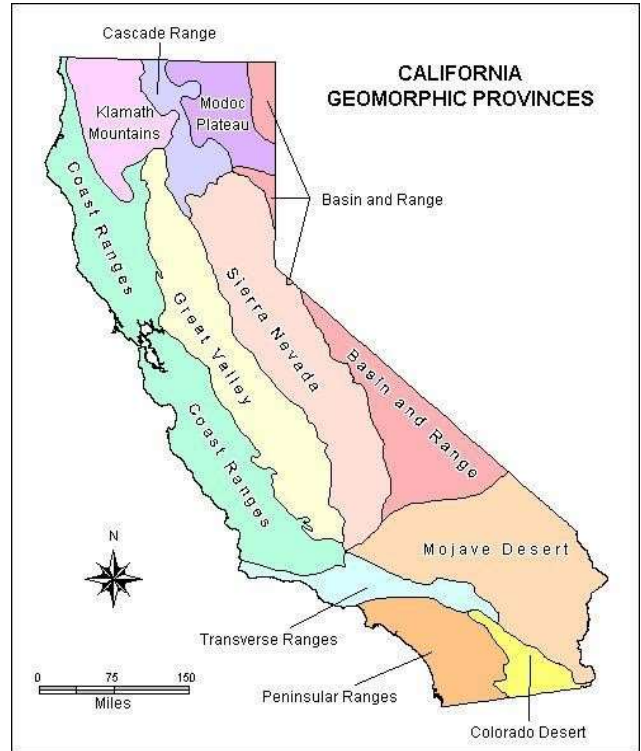 Cascade Range
CALIFORNIA
GEOMORPHIC PROVINCES
Klamath
Mountains
Modoc
Plateau
Basin and Range
Coast Ranges
Great Valley
Sierra Nevada
Basin and Range
Coast Ranges
Mojave Desert
N
Transverse Ranges
0 75 150
Miles
Peninsular Ranges
Colorado Desert